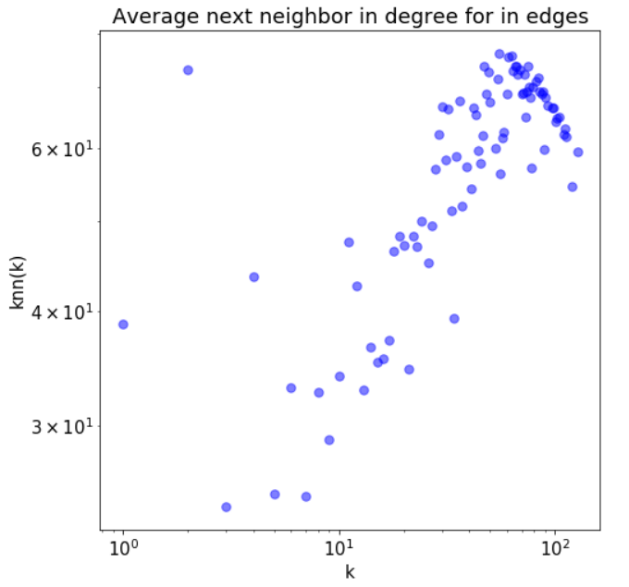 Average next neighbor in degree for in edges
knn(k)
6 × 10¹
4 × 10¹
3 × 10¹
10⁰
10¹
10²
k